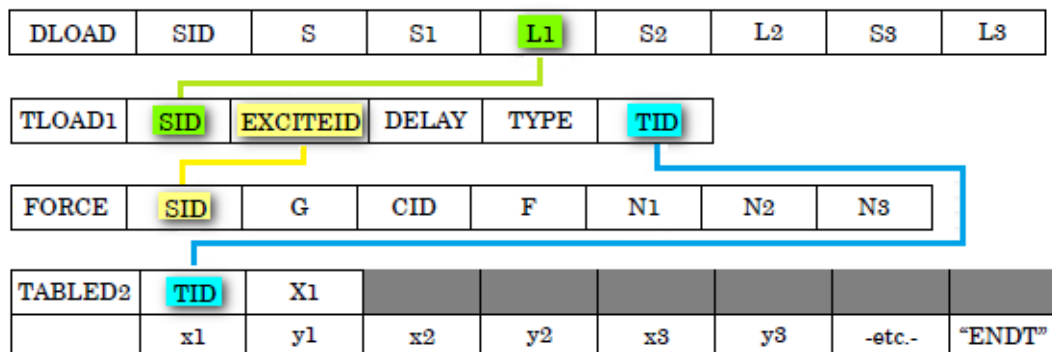 DLOAD SID S S1 L1 S2 L2 S3 L3
TLOAD1 SID EXCITEID DELAY TYPE TID
FORCE SID G CID F N1 N2 N3
TABLED2 TID X1
x1 y1 x2 y2 x3 y3 -etc.- “ENDT”